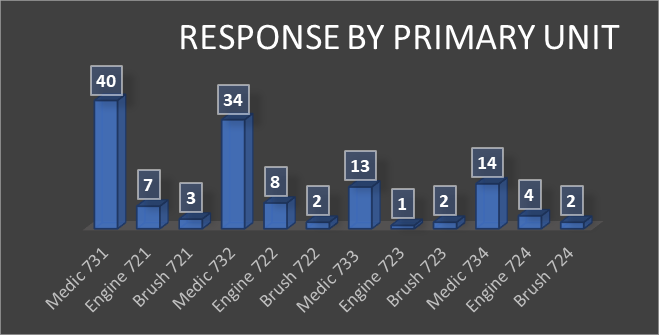 RESPONSE BY PRIMARY UNIT
40
7
3
34
8
2
13
1
2
14
4
2
Medic 731
Engine 721
Brush 721
Medic 732
Engine 722
Brush 722
Medic 733
Engine 723
Brush 723
Medic 734
Engine 724
Brush 724